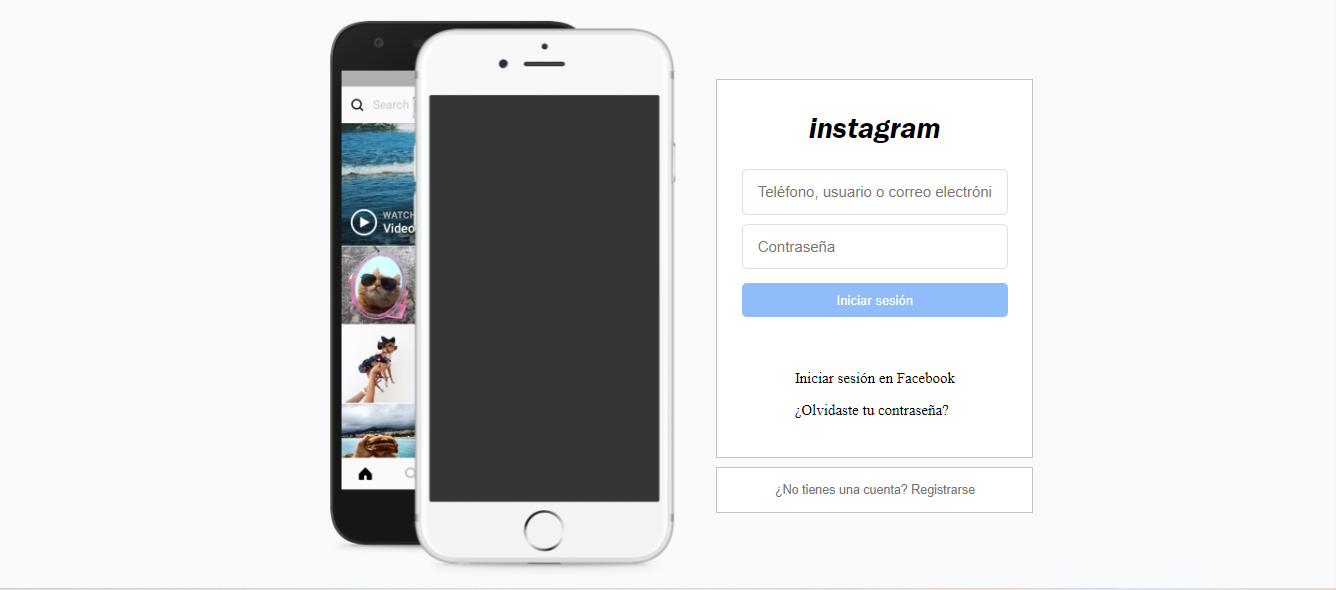 Search
WATCH
Video
instagram
Teléfono, usuario o correo electróni
Contraseña
Iniciar sesión
Iniciar sesión en Facebook
¿Olvidaste tu contraseña?
¿No tienes una cuenta? Registrarse